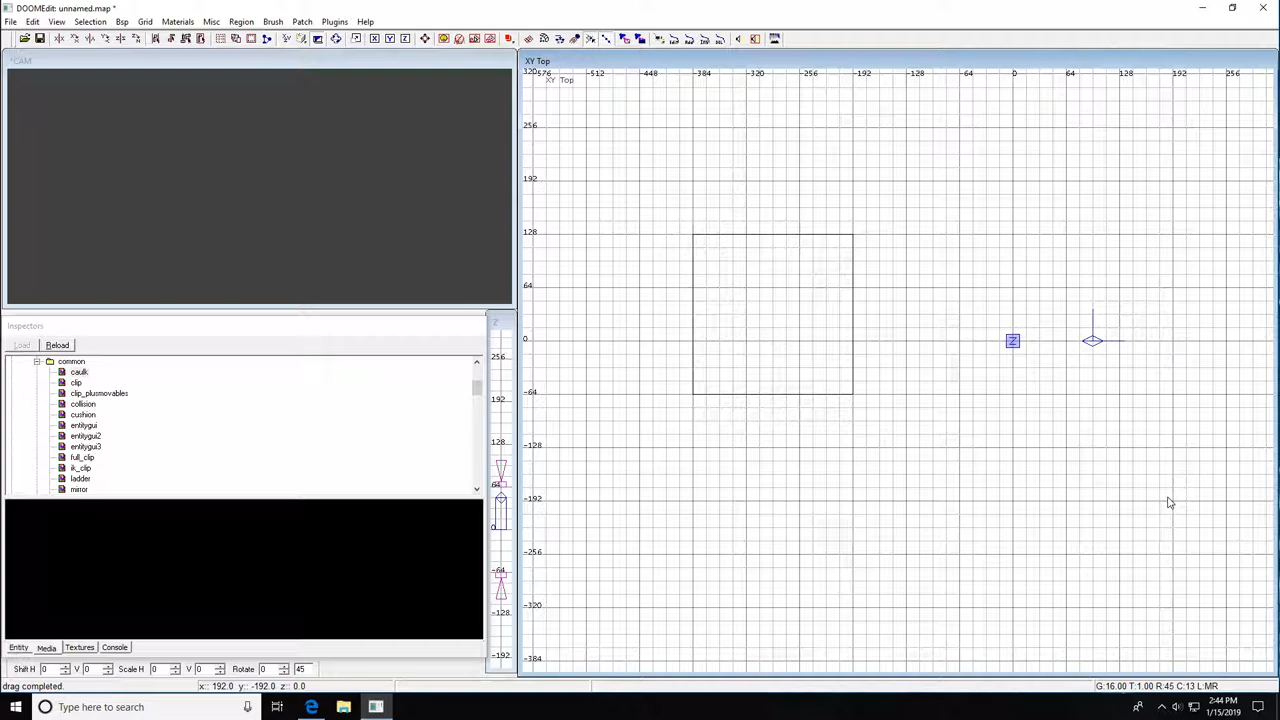 DOOMEdit: unnamed.map *
File Edit View Selection Bsp Grid Materials Misc Region Brush Patch Plugins Help
CAM
XY Top
576 -512 -448 -384 -320 -256 -192 -128 -64 0 64 128 192 256
320
XY Top
256
192
128
64
0
-64
-128
-192
-256
-320
-384
Inspectors
Load Reload
common
caulk
clip
clip_plusmovables
collision
cushion
entitygui
entitygui2
entitygui3
full_clip
ik_clip
ladder
mirror
Z
256
192
128
64
0
-64
-128
-192
Z
Entity Media Textures Console
Shift H 0 V 0 Scale H 0 V 0 Rotate 0 45
drag completed. x:: 192.0 y:: -192.0 z:: 0.0 G:16.00 T:1.00 R:45 C:13 L:MR
Type here to search
2:44 PM
1/15/2019